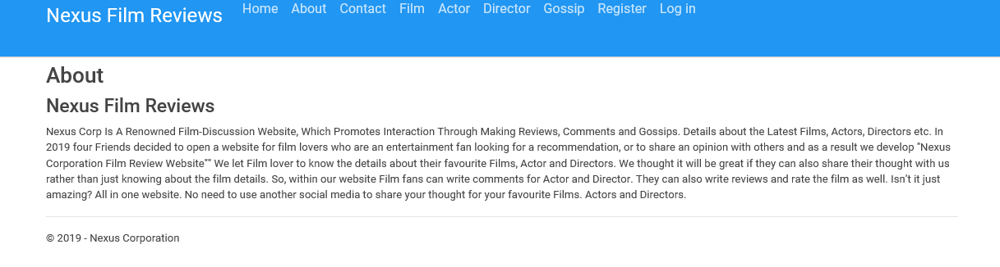 Nexus Film Reviews Home About Contact Film Actor Director Gossip Register Log in
About
Nexus Film Reviews
Nexus Corp Is A Renowned Film-Discussion Website, Which Promotes Interaction Through Making Reviews, Comments and Gossips. Details about the Latest Films, Actors, Directors etc. In
2019 four Friends decided to open a website for film lovers who are an entertainment fan looking for a recommendation, or to share an opinion with others and as a result we develop "Nexus
Corporation Film Review Website"" We let Film lover to know the details about their favourite Films, Actor and Directors. We thought it will be great if they can also share their thought with us
rather than just knowing about the film details. So, within our website Film fans can write comments for Actor and Director. They can also write reviews and rate the film as well. Isn't it just
amazing? All in one website. No need to use another social media to share your thought for your favourite Films. Actors and Directors.
© 2019 - Nexus Corporation